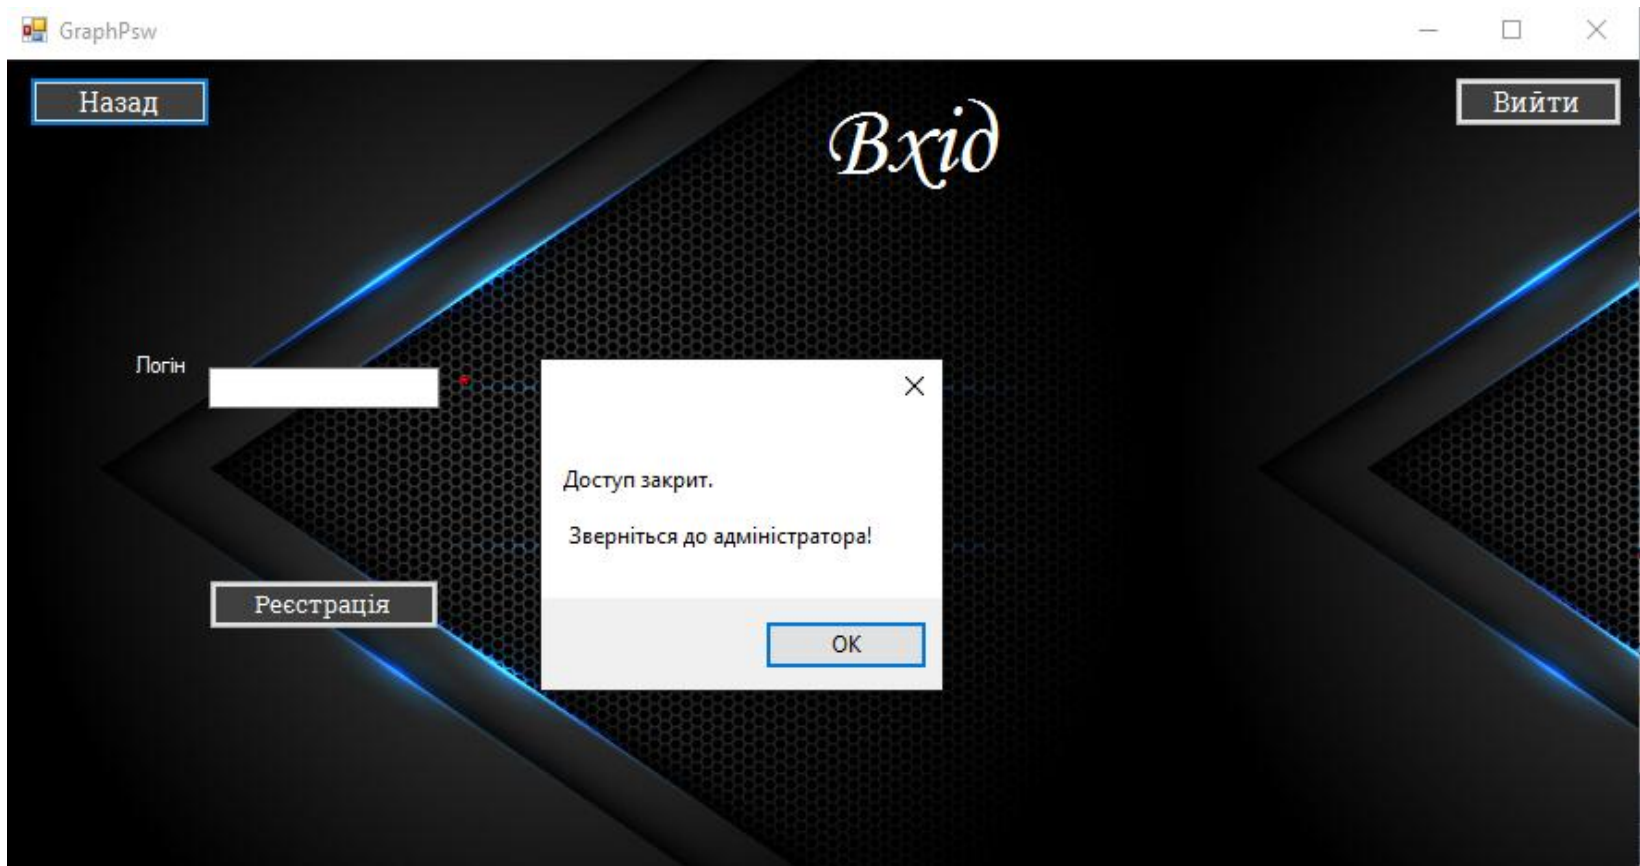 GraphPsw
Назад
Вхід
Вийти
Логін
Доступ закрит.
Зверніться до адміністратора!
Реєстрація
OK